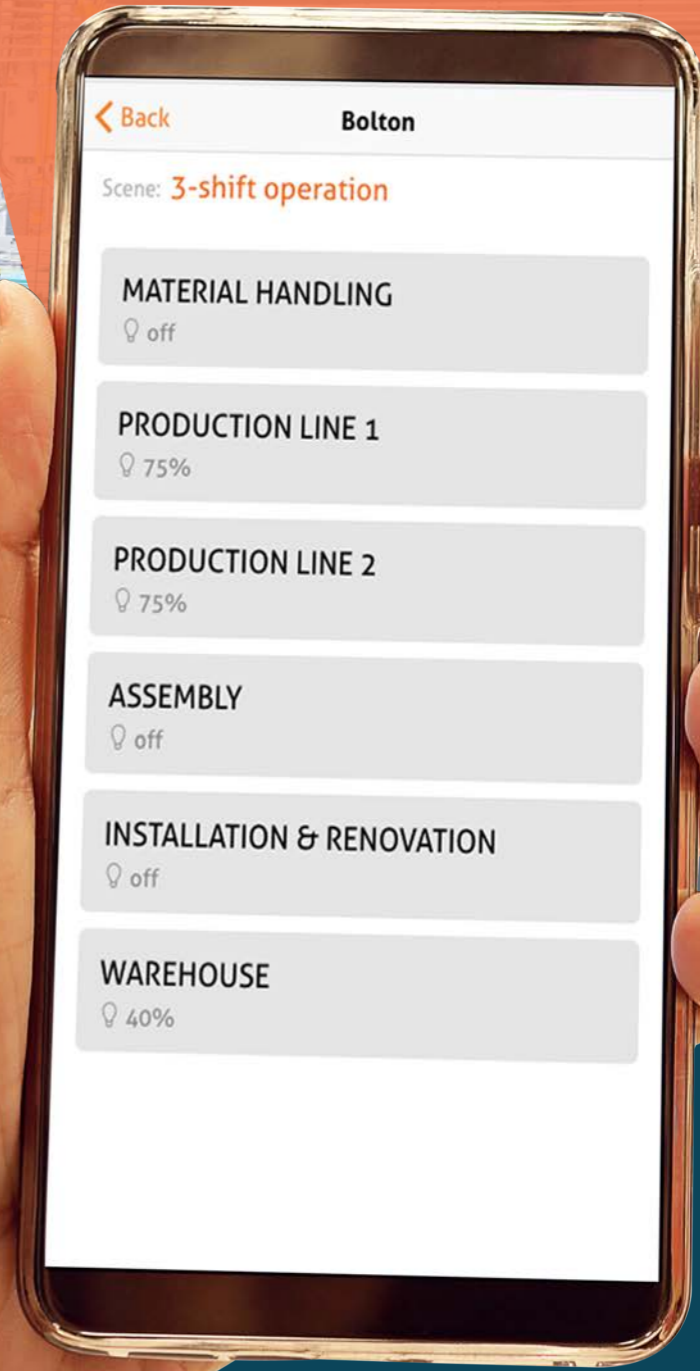 Back
Bolton
Scene: 3-shift operation
MATERIAL HANDLING
off
PRODUCTION LINE 1
75%
PRODUCTION LINE 2
75%
ASSEMBLY
off
INSTALLATION & RENOVATION
off
WAREHOUSE
40%